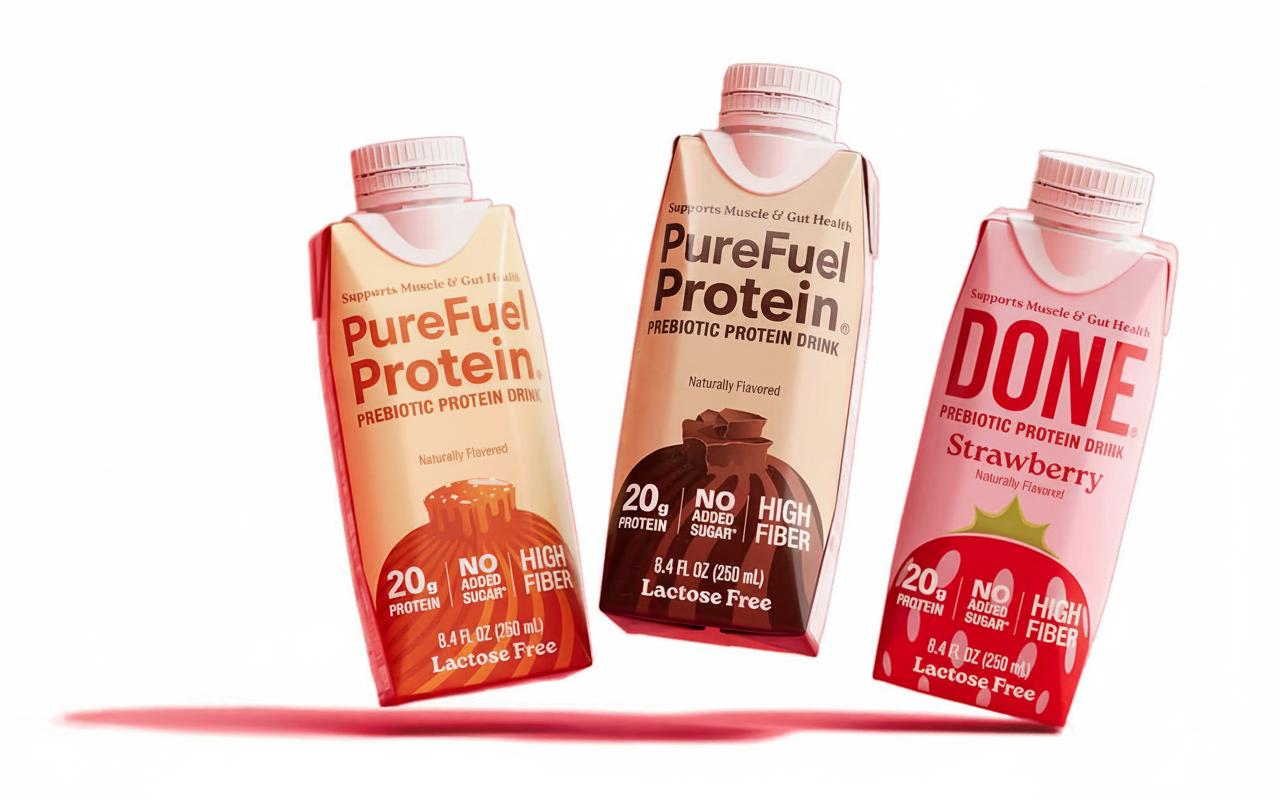 Supports Muscle & Gut Health
PureFuel
Protein®
PREBIOTIC PROTEIN DRINK
Naturally Flavored
20g PROTEIN
NO ADDED SUGAR*
HIGH FIBER
8.4 FL OZ (250 mL)
Lactose Free
Supports Muscle & Gut Health
PureFuel
Protein®
PREBIOTIC PROTEIN DRINK
Naturally Flavored
20g PROTEIN
NO ADDED SUGAR*
HIGH FIBER
8.4 FL OZ (250 mL)
Lactose Free
Supports Muscle & Gut Health
DONE®
PREBIOTIC PROTEIN DRINK
Strawberry
Naturally Flavored
20g PROTEIN
NO ADDED SUGAR*
HIGH FIBER
8.4 FL OZ (250 mL)
Lactose Free